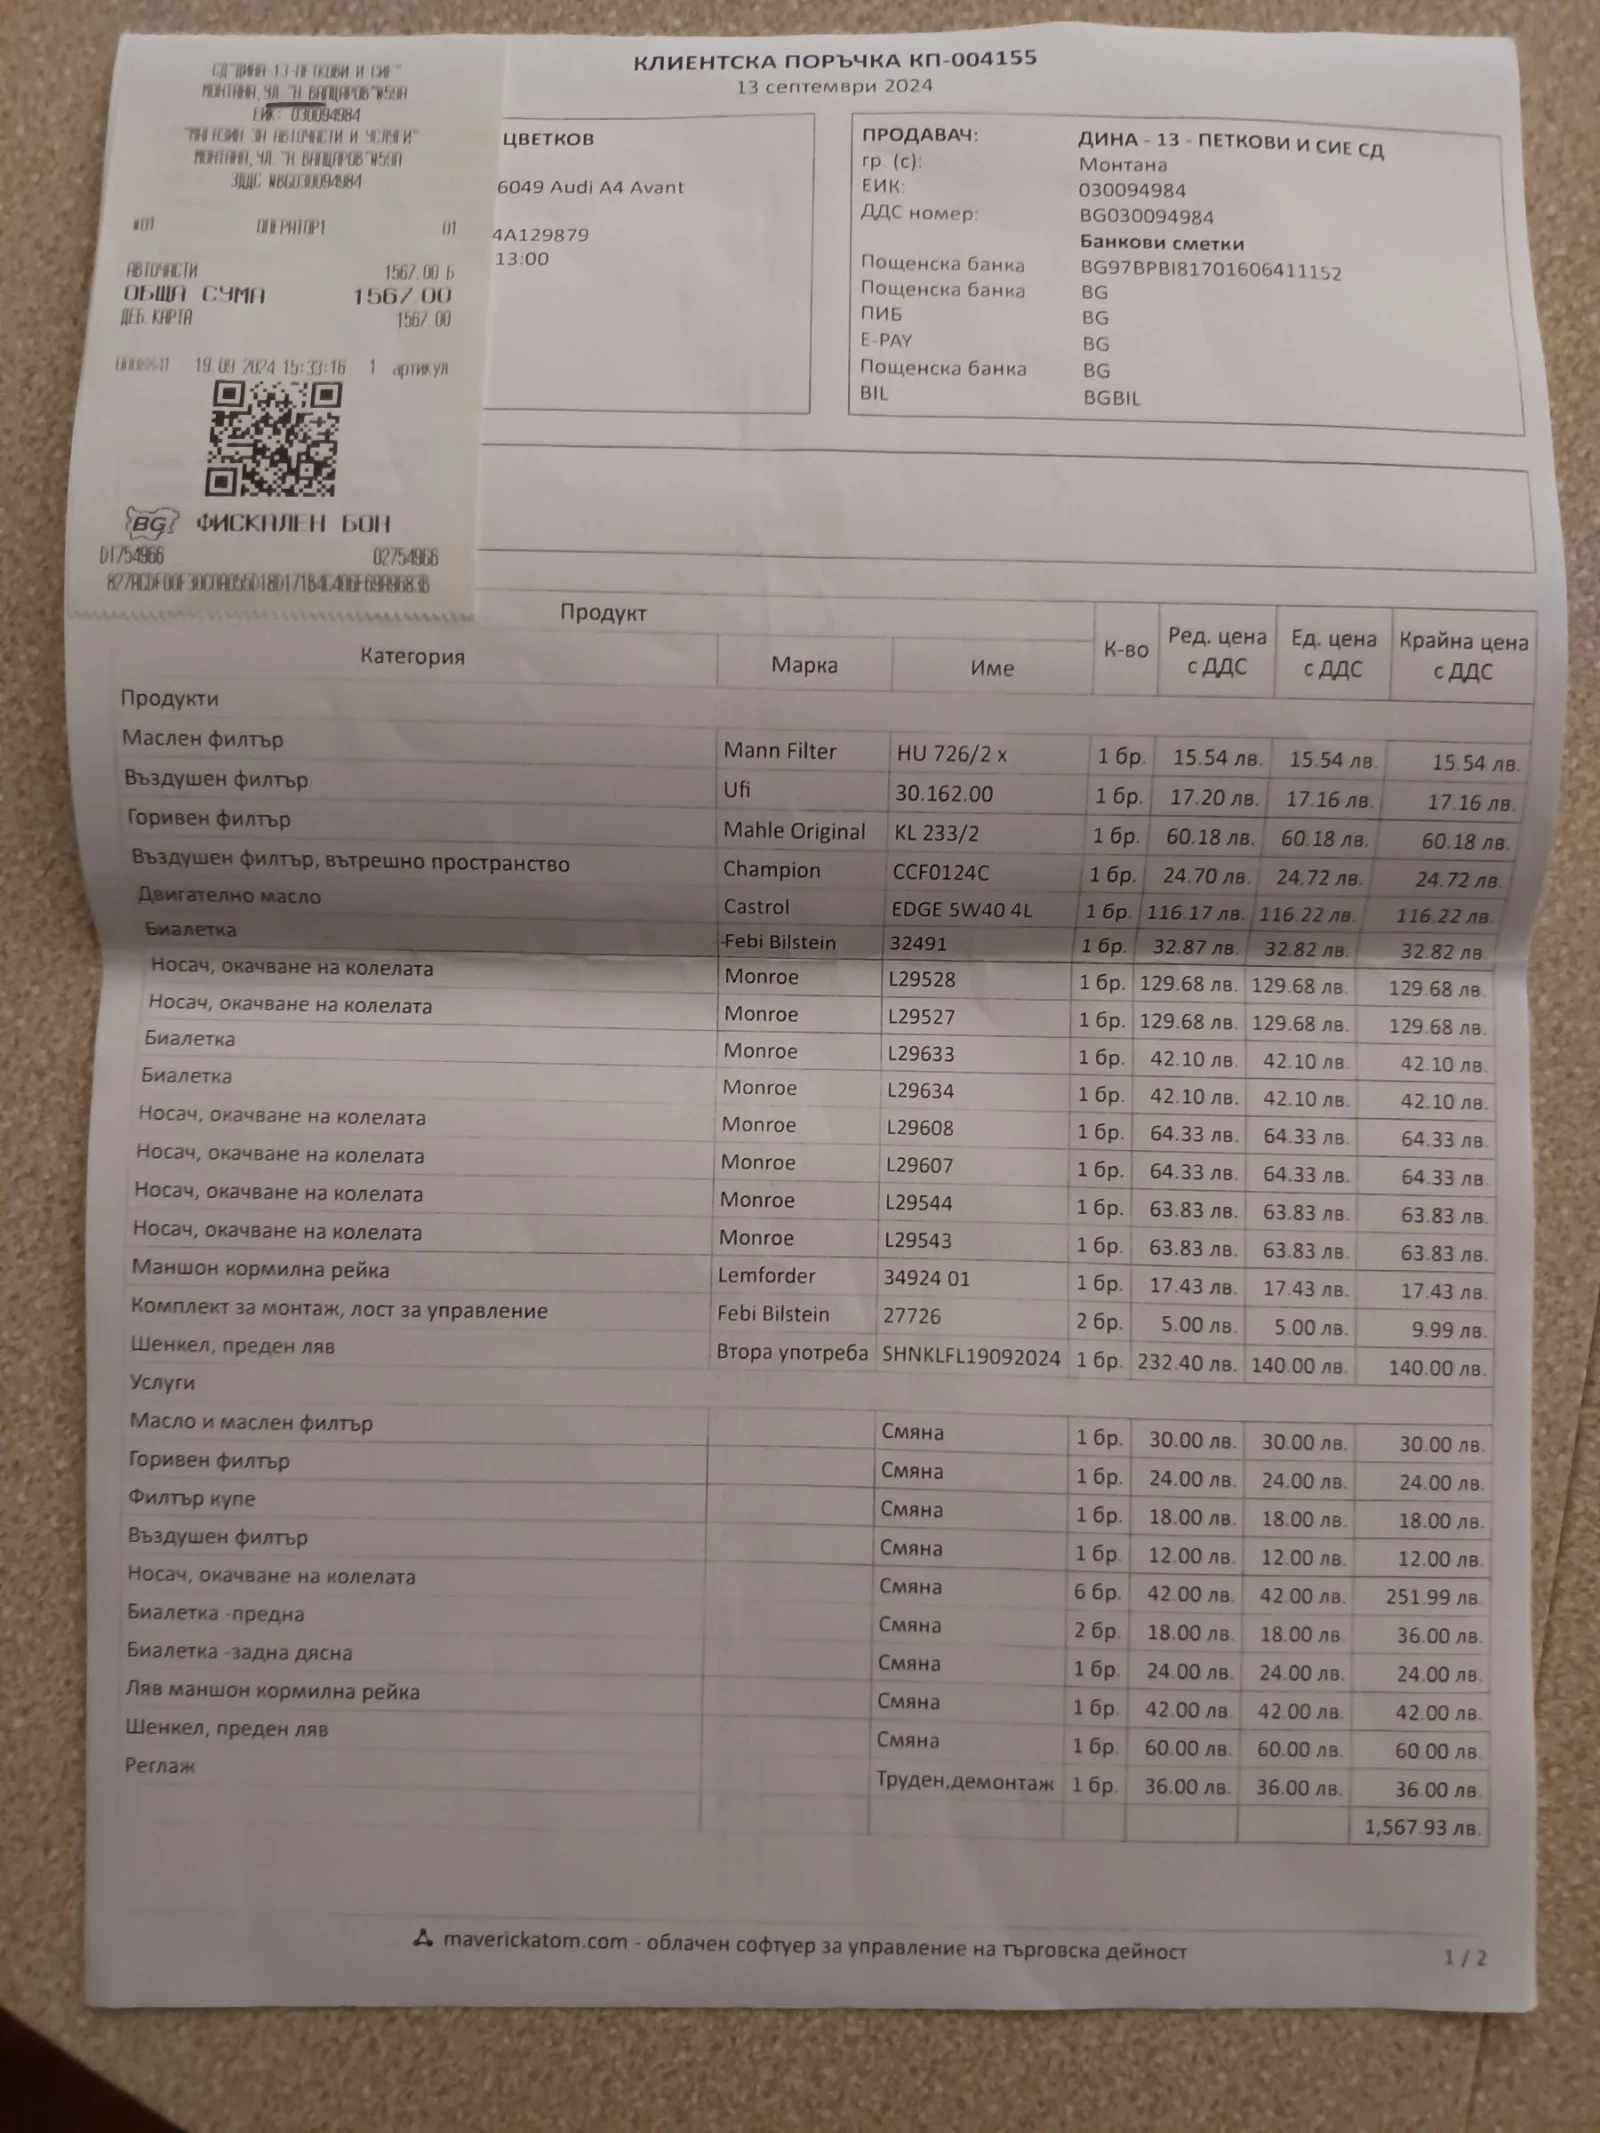 КЛИЕНТСКА ПОРЪЧКА КП-004155
13 септември 2024
СД"ДИНА-13-ПЕТКОВИ И СИЕ"
МОНТАНА, УЛ. "Н. ВАПЦАРОВ"№59А
ЕИК: 030094984
"МАГАЗИН ЗА АВТОЧАСТИ И УСЛУГИ"
МОНТАНА, УЛ. "Н. ВАПЦАРОВ"№59А
ЗДДС №BG030094984
#01 ОПЕРАТОР1 01
АВТОЧАСТИ 1567.00 Б
ОБЩА СУМА 1567.00
ДЕБ. КАРТА 1567.00
19.09.2024 15:33:16 1 артикул
BG ФИСКАЛЕН БОН
DT754966 02754966
ЦВЕТКОВ
6049 Audi A4 Avant
4A129879
13:00
ПРОДАВАЧ: ДИНА - 13 - ПЕТКОВИ И СИЕ СД
гр. (с): Монтана
ЕИК: 030094984
ДДС номер: BG030094984
Банкови сметки
Пощенска банка BG97BPBI81701606411152
Пощенска банка BG
ПИБ BG
E-PAY BG
Пощенска банка BG
BIL BGBIL
Продукт К-во Ред. цена с ДДС Ед. цена с ДДС Крайна цена с ДДС
Категория Марка Име
Продукти
Маслен филтър Mann Filter HU 726/2 x 1 бр. 15.54 лв. 15.54 лв. 15.54 лв.
Въздушен филтър Ufi 30.162.00 1 бр. 17.20 лв. 17.16 лв. 17.16 лв.
Горивен филтър Mahle Original KL 233/2 1 бр. 60.18 лв. 60.18 лв. 60.18 лв.
Въздушен филтър, вътрешно пространство Champion CCF0124C 1 бр. 24.70 лв. 24.72 лв. 24.72 лв.
Двигателно масло Castrol EDGE 5W40 4L 1 бр. 116.17 лв. 116.22 лв. 116.22 лв.
Биалетка Febi Bilstein 32491 1 бр. 32.87 лв. 32.82 лв. 32.82 лв.
Носач, окачване на колелата Monroe L29528 1 бр. 129.68 лв. 129.68 лв. 129.68 лв.
Носач, окачване на колелата Monroe L29527 1 бр. 129.68 лв. 129.68 лв. 129.68 лв.
Биалетка Monroe L29633 1 бр. 42.10 лв. 42.10 лв. 42.10 лв.
Биалетка Monroe L29634 1 бр. 42.10 лв. 42.10 лв. 42.10 лв.
Носач, окачване на колелата Monroe L29608 1 бр. 64.33 лв. 64.33 лв. 64.33 лв.
Носач, окачване на колелата Monroe L29607 1 бр. 64.33 лв. 64.33 лв. 64.33 лв.
Носач, окачване на колелата Monroe L29544 1 бр. 63.83 лв. 63.83 лв. 63.83 лв.
Носач, окачване на колелата Monroe L29543 1 бр. 63.83 лв. 63.83 лв. 63.83 лв.
Маншон кормилна рейка Lemforder 34924 01 1 бр. 17.43 лв. 17.43 лв. 17.43 лв.
Комплект за монтаж, лост за управление Febi Bilstein 27726 2 бр. 5.00 лв. 5.00 лв. 9.99 лв.
Шенкел, преден ляв Втора употреба SHNKLFL19092024 1 бр. 232.40 лв. 140.00 лв. 140.00 лв.
Услуги
Масло и маслен филтър Смяна 1 бр. 30.00 лв. 30.00 лв. 30.00 лв.
Горивен филтър Смяна 1 бр. 24.00 лв. 24.00 лв. 24.00 лв.
Филтър купе Смяна 1 бр. 18.00 лв. 18.00 лв. 18.00 лв.
Въздушен филтър Смяна 1 бр. 12.00 лв. 12.00 лв. 12.00 лв.
Носач, окачване на колелата Смяна 6 бр. 42.00 лв. 42.00 лв. 251.99 лв.
Биалетка -предна Смяна 2 бр. 18.00 лв. 18.00 лв. 36.00 лв.
Биалетка -задна дясна Смяна 1 бр. 24.00 лв. 24.00 лв. 24.00 лв.
Ляв маншон кормилна рейка Смяна 1 бр. 42.00 лв. 42.00 лв. 42.00 лв.
Шенкел, преден ляв Смяна 1 бр. 60.00 лв. 60.00 лв. 60.00 лв.
Реглаж Труден,демонтаж 1 бр. 36.00 лв. 36.00 лв. 36.00 лв.
1,567.93 лв.
maverickatom.com - облачен софтуер за управление на търговска дейност
1 / 2